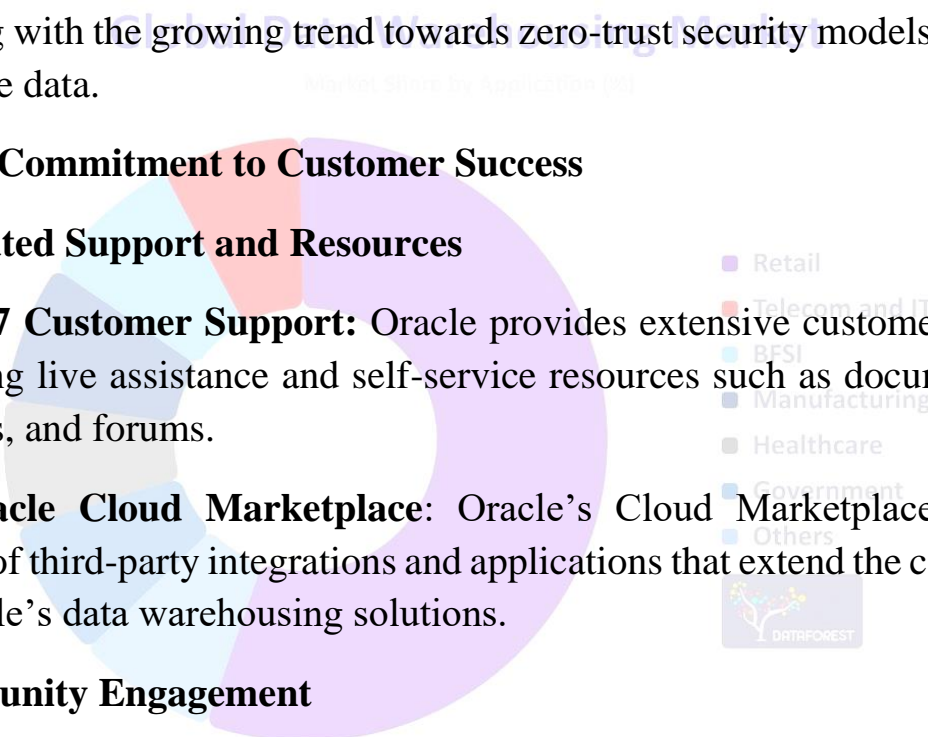 Global Data Warehousing Market
g with the growing trend towards zero-trust security models
e data.
Market Share by Application (%)
Commitment to Customer Success
ted Support and Resources
7 Customer Support: Oracle provides extensive custome
ng live assistance and self-service resources such as docu
s, and forums.
acle Cloud Marketplace: Oracle’s Cloud Marketplace
of third-party integrations and applications that extend the c
le’s data warehousing solutions.
unity Engagement
Retail
Telecom and IT
BFSI
Manufacturing
Healthcare
Government
Others
DATAFOREST